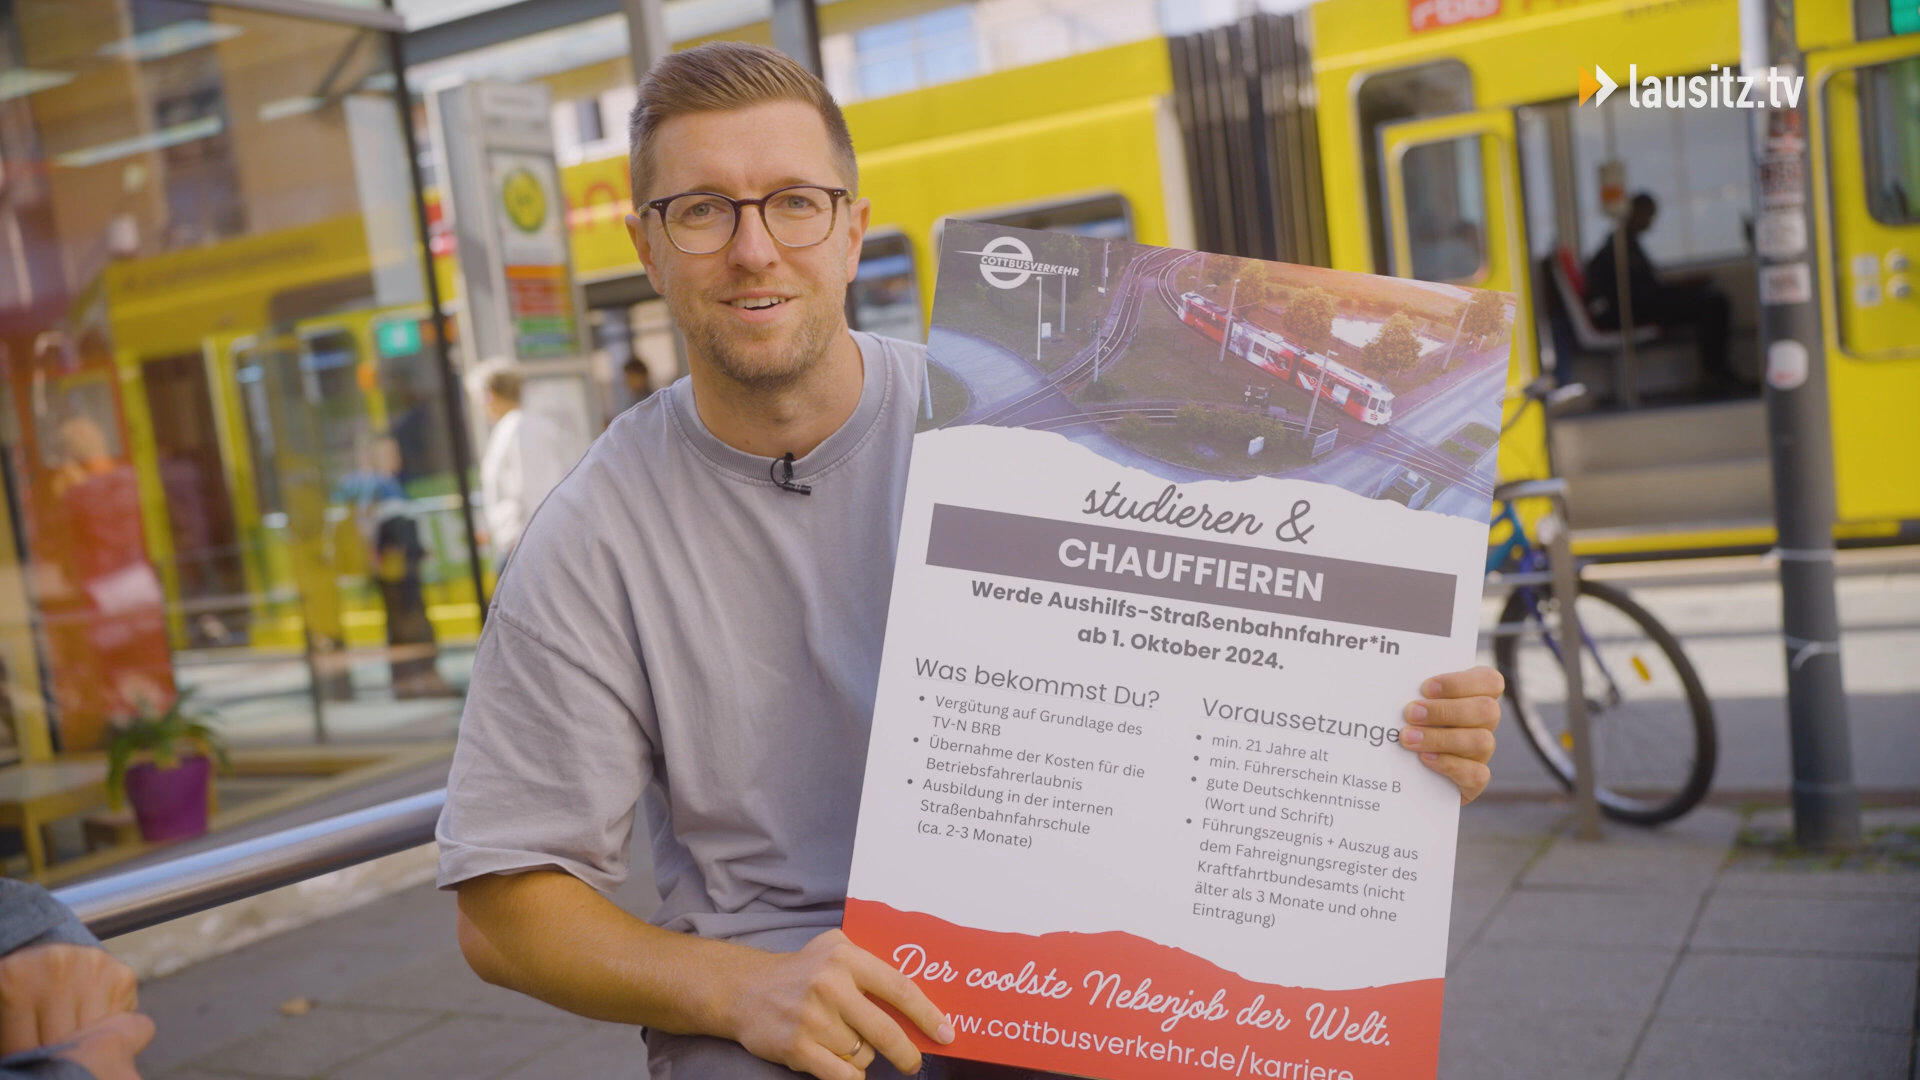 rbb
lausitz.tv
COTTBUSVERKEHR
studieren &
CHAUFFIEREN
Werde Aushilfs-Straßenbahnfahrer*in
ab 1. Oktober 2024.
Was bekommst Du?
• Vergütung auf Grundlage des
TV-N BRB
• Übernahme der Kosten für die
Betriebsfahrerlaubnis
• Ausbildung in der internen
Straßenbahnfahrschule
(ca. 2-3 Monate)
Voraussetzunge
• min. 21 Jahre alt
• min. Führerschein Klasse B
• gute Deutschkenntnisse
(Wort und Schrift)
• Führungszeugnis + Auszug aus
dem Fahreignungsregister des
Kraftfahrtbundesamts (nicht
älter als 3 Monate und ohne
Eintragung)
Der coolste Nebenjob der Welt.
ww.cottbusverkehr.de/karriere